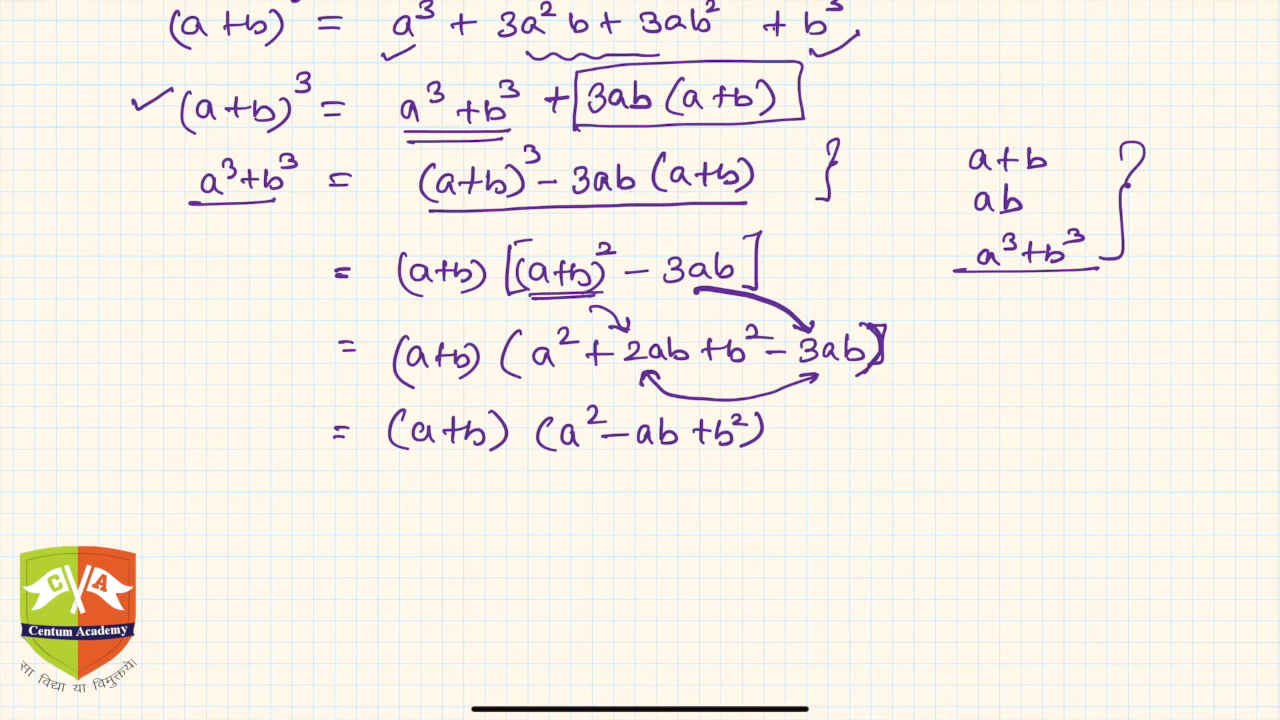 (a+b)³ = a³ + 3a²b + 3ab² + b³
(a+b)³ = a³+b³ + 3ab(a+b)
a³+b³ = (a+b)³ - 3ab(a+b) }
a+b
ab
a³+b³
= (a+b)[(a+b)² - 3ab]
= (a+b)(a² + 2ab + b² - 3ab)
= (a+b)(a² - ab + b²)
C A
Centum Academy
सा विद्या या विमुक्तये।